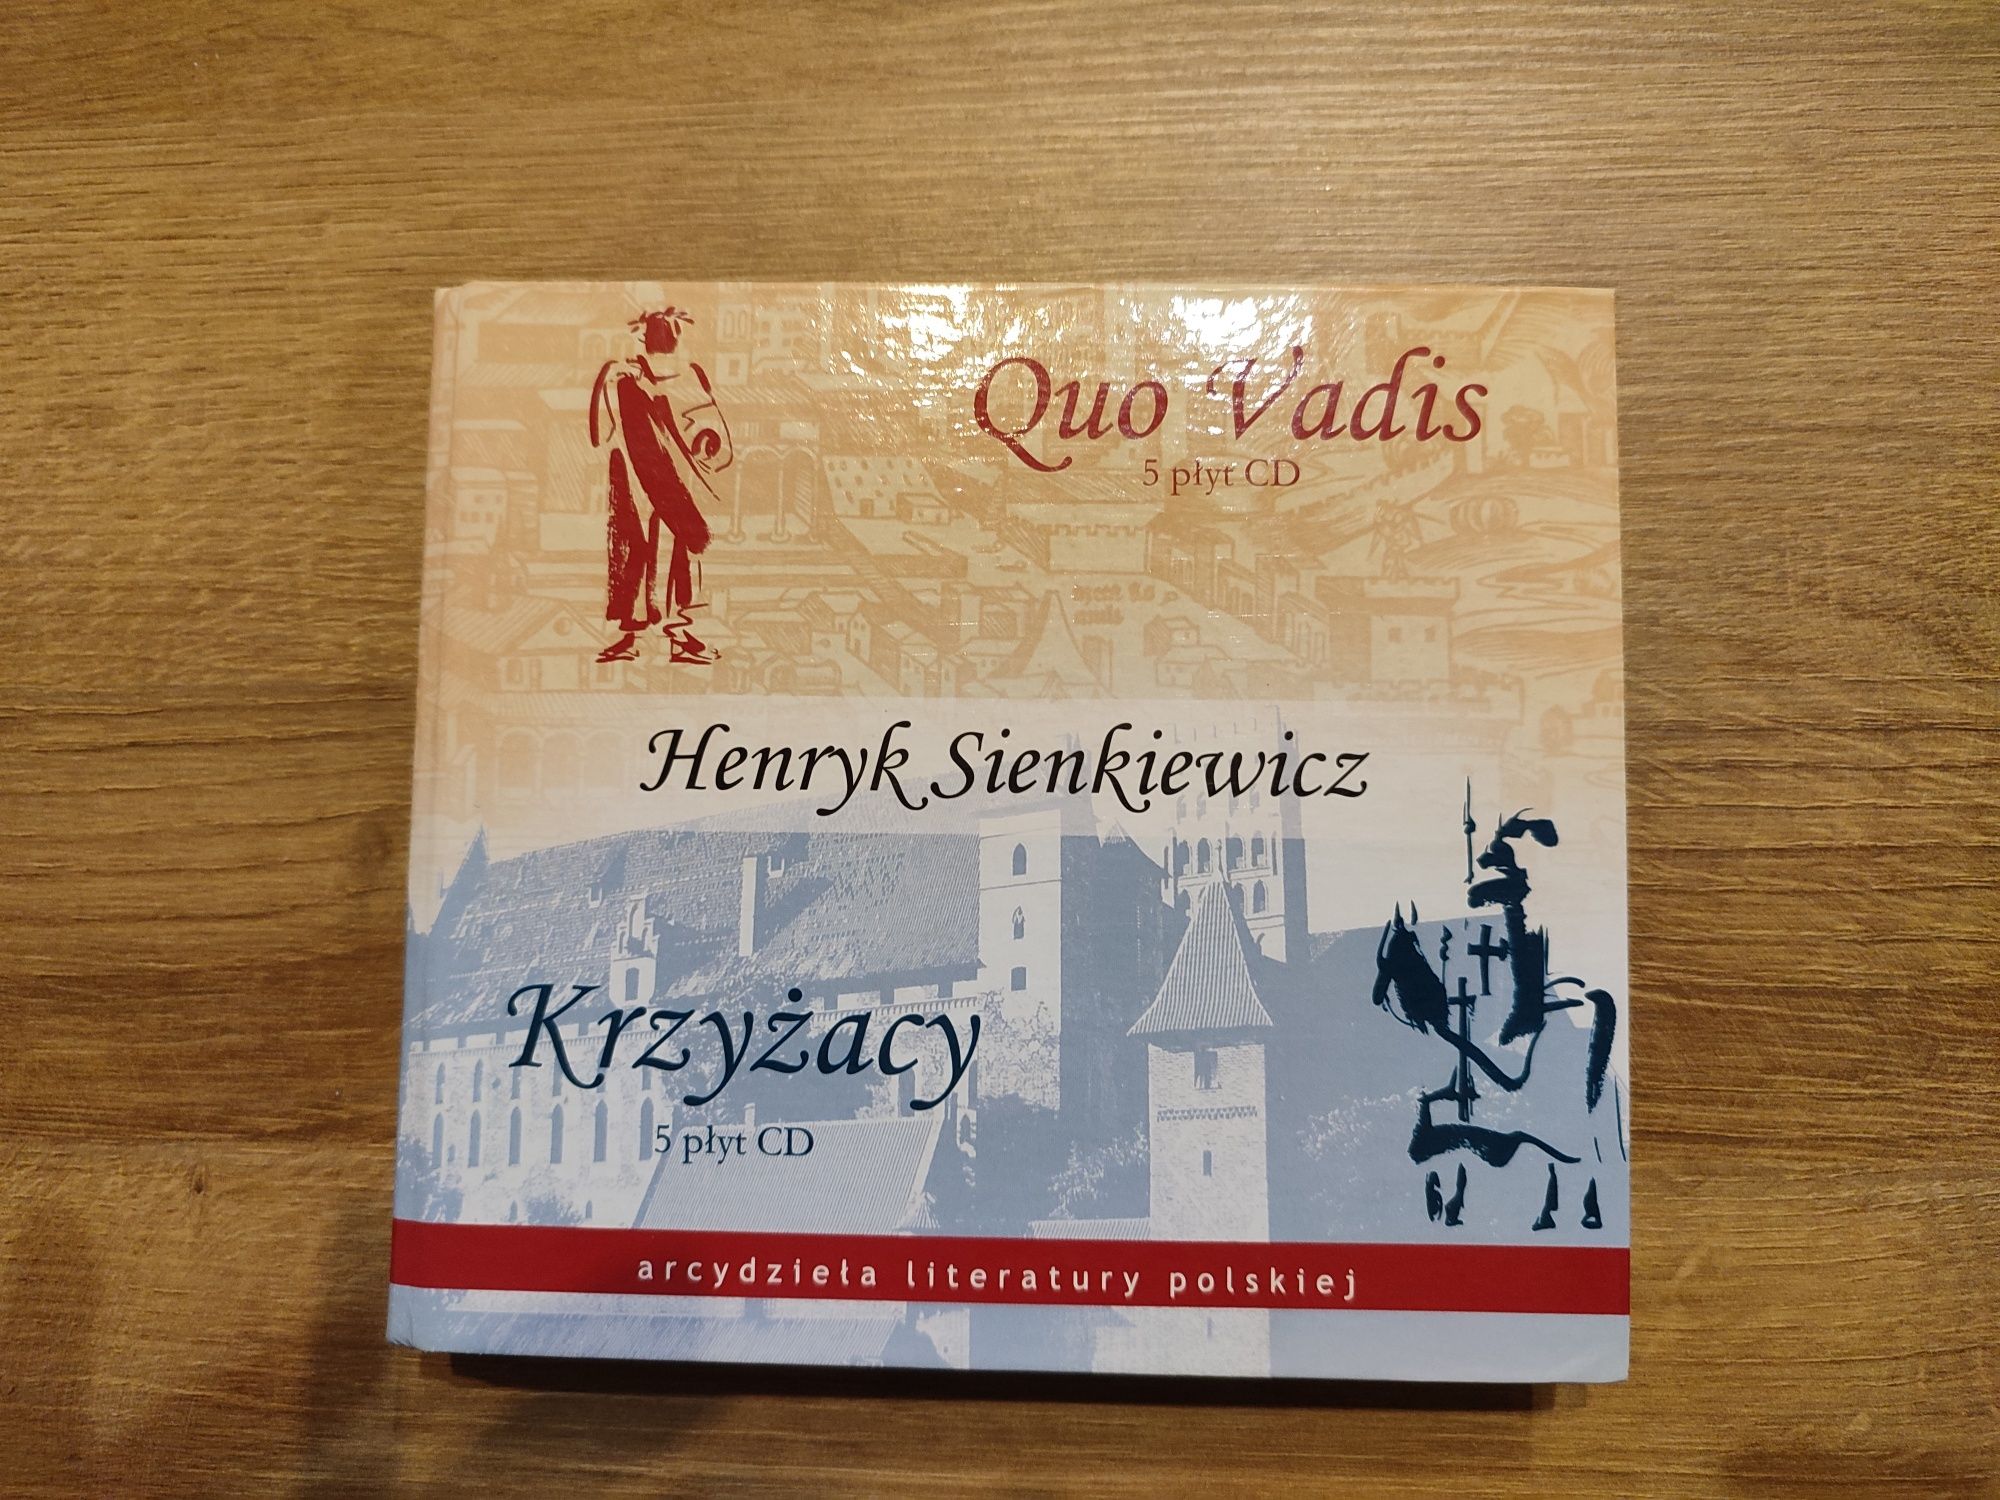 Quo Vadis
5 płyt CD
Henryk Sienkiewicz
Krzyżacy
5 płyt CD
arcydzieła literatury polskiej